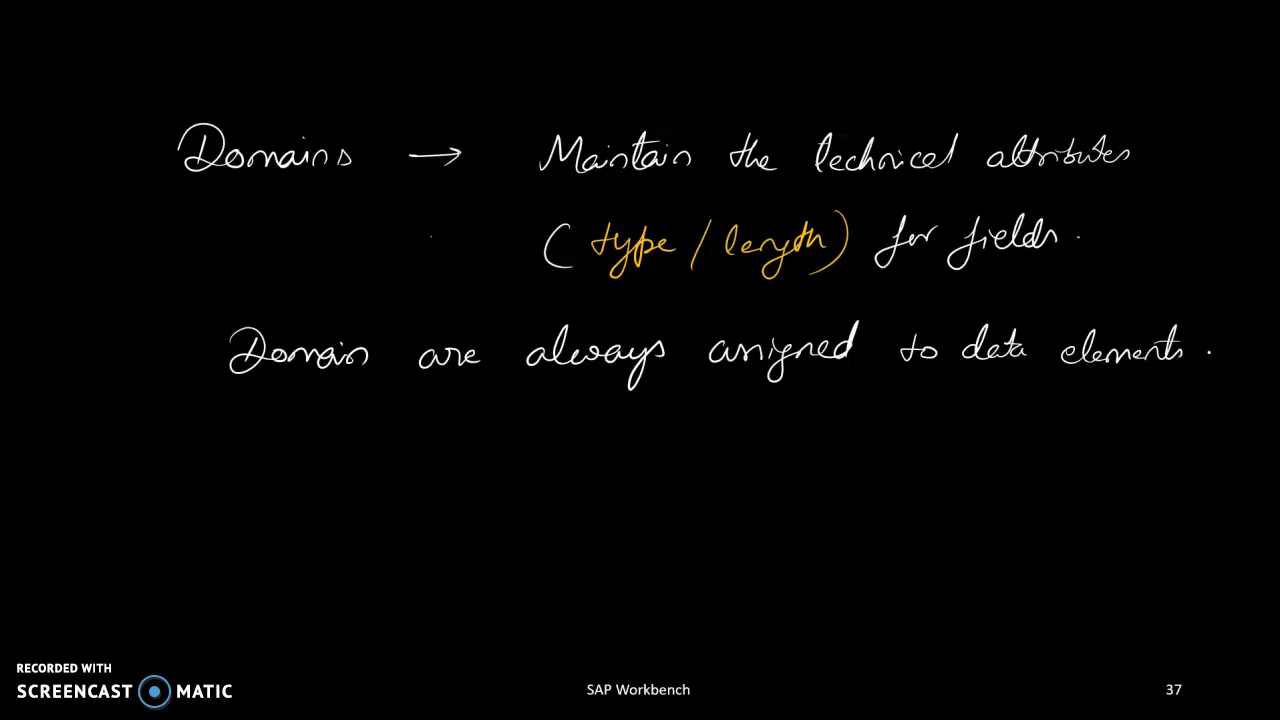 Domains → Maintain the technical attributes
(type/length) for fields.
Domain are always assigned to data elements.
RECORDED WITH
SCREENCAST MATIC
SAP Workbench
37